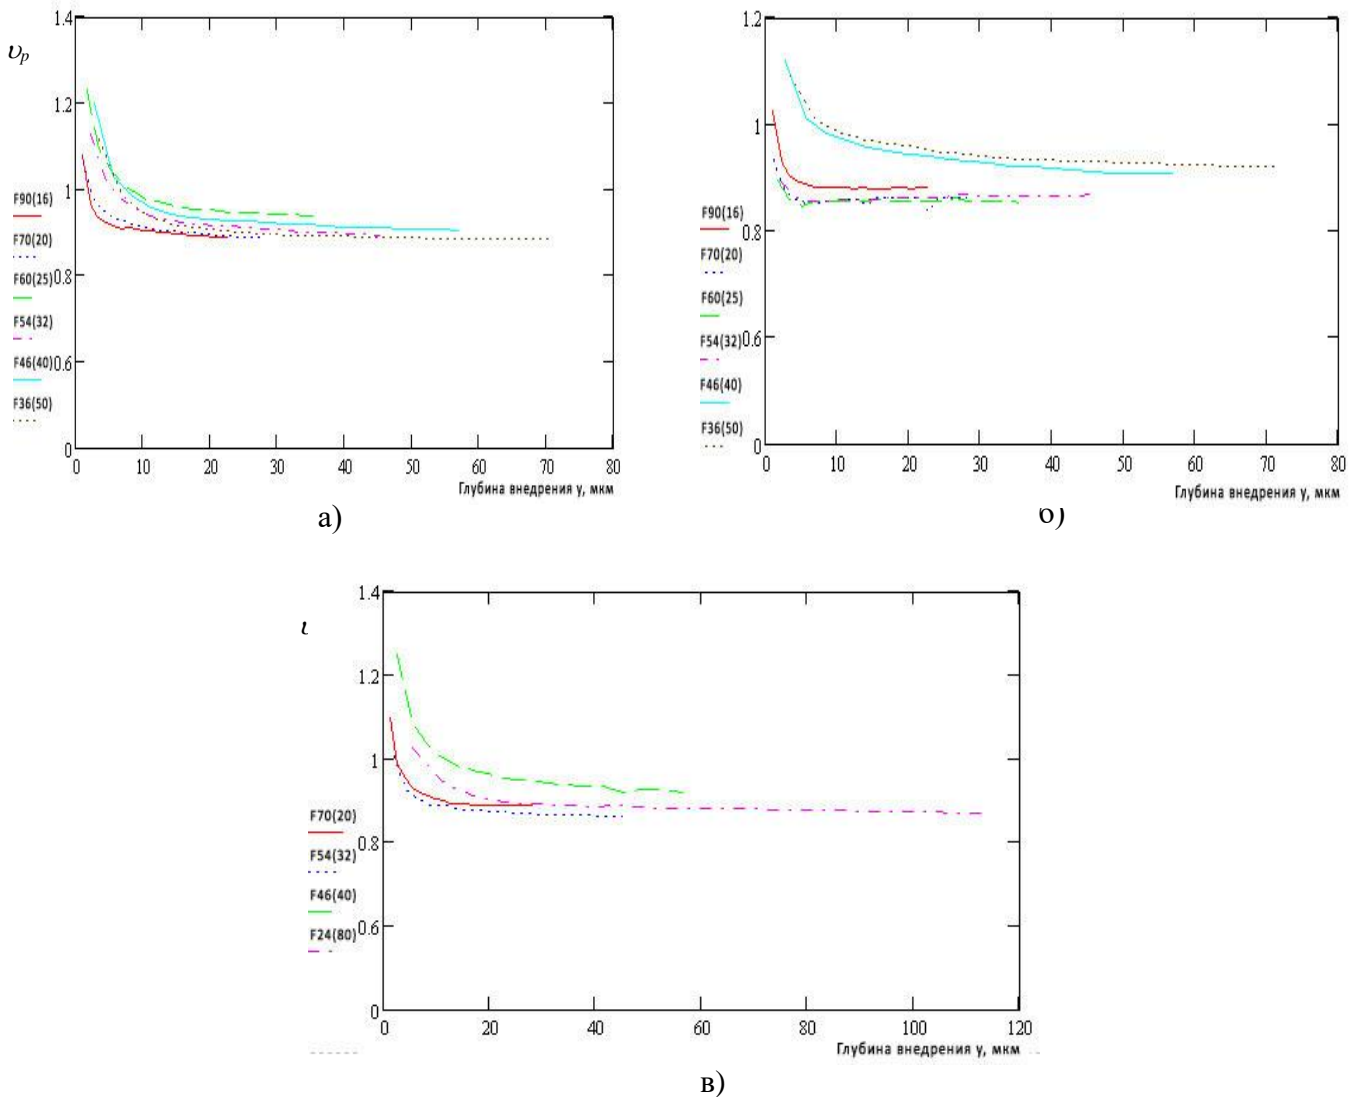 1.4
υp
1.2
1
0.8
0.6
0
F90(16)
F70(20)
F60(25)
F54(32)
F46(40)
F36(50)
0 10 20 30 40 50 60 70 80
Глубина внедрения y, мкм
а)
1.2
1
0.8
0.6
0
F90(16)
F70(20)
F60(25)
F54(32)
F46(40)
F36(50)
0 10 20 30 40 50 60 70 80
Глубина внедрения y, мкм
б)
1.4
1.2
1
0.8
0.6
0
F70(20)
F54(32)
F46(40)
F24(80)
0 20 40 60 80 100 120
Глубина внедрения y, мкм
в)